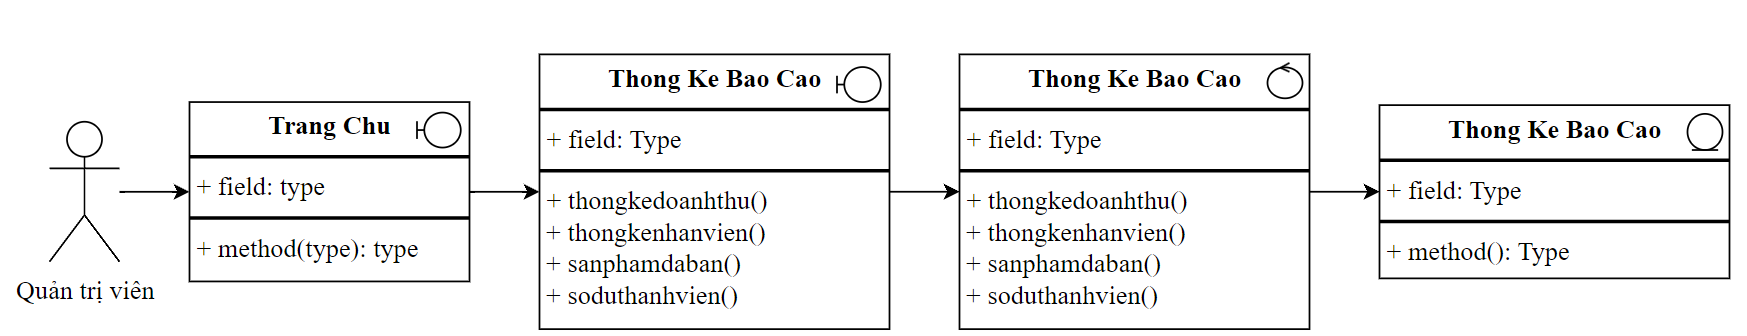 Quản trị viên
Trang Chu
+ field: type
+ method(type): type
Thong Ke Bao Cao
+ field: Type
+ thongkedoanhthu()
+ thongkenhanvien()
+ sanphamdaban()
+ soduthanhvien()
Thong Ke Bao Cao
+ field: Type
+ thongkedoanhthu()
+ thongkenhanvien()
+ sanphamdaban()
+ soduthanhvien()
Thong Ke Bao Cao
+ field: Type
+ method(): Type